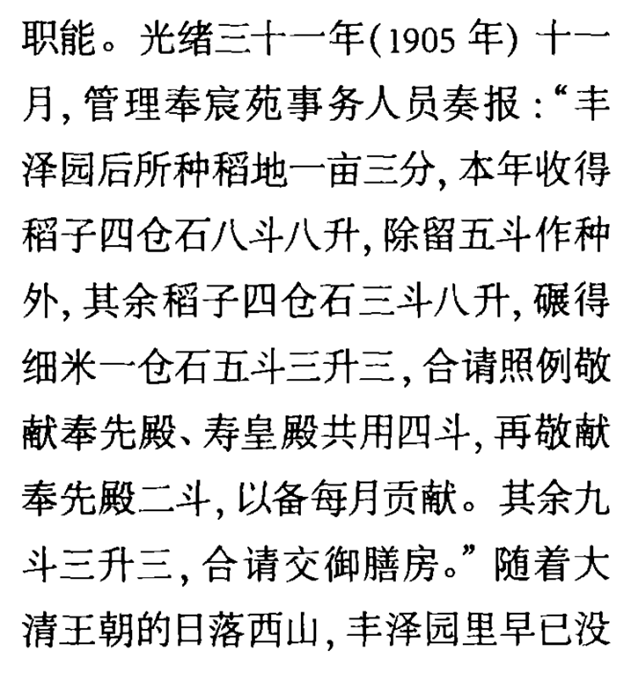 职能。光绪三十一年(1905 年) 十一
月,管理奉宸苑事务人员奏报:“丰
泽园后所种稻地一亩三分,本年收得
稻子四仓石八斗八升,除留五斗作种
外,其余稻子四仓石三斗八升,碾得
细米一仓石五斗三升三,合请照例敬
献奉先殿、寿皇殿共用四斗,再敬献
奉先殿二斗,以备每月贡献。其余九
斗三升三,合请交御膳房。”随着大
清王朝的日落西山,丰泽园里早已没